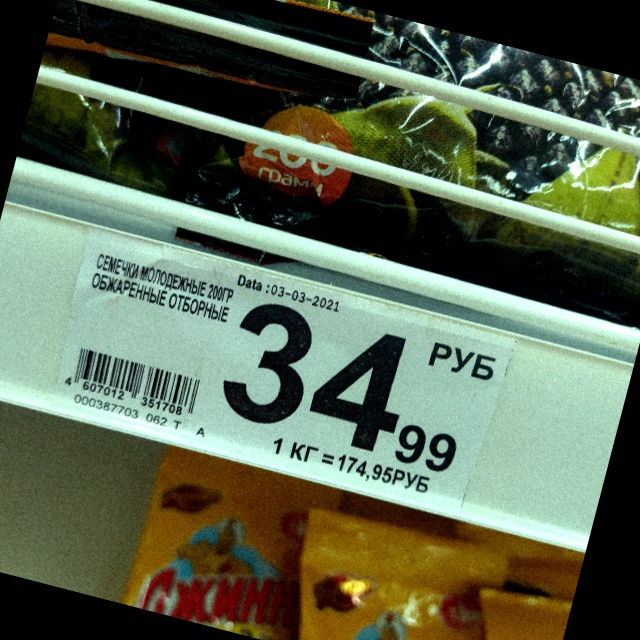 200
грамм
СЕМЕЧКИ МОЛОДЕЖНЫЕ 200ГР
ОБЖАРЕННЫЕ ОТБОРНЫЕ
Data :03-03-2021
34 99
РУБ
4 607012 351708
000387703 062 Т А
1 КГ =174,95РУБ